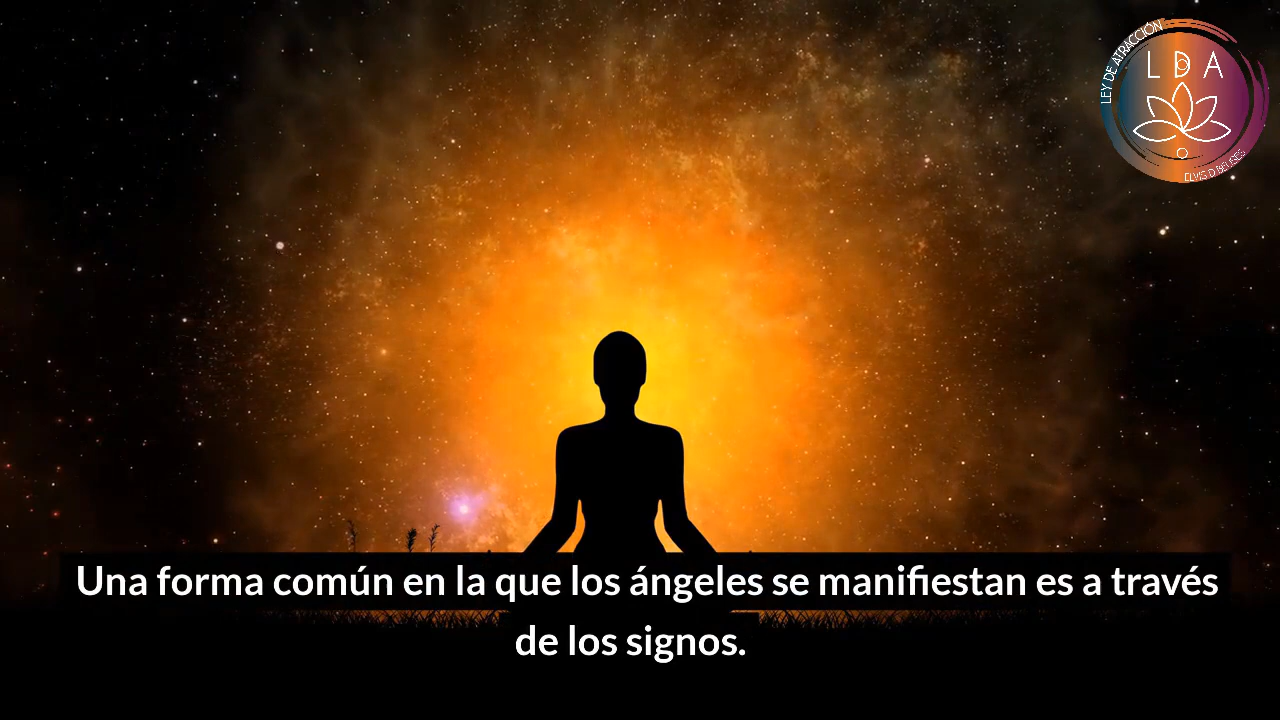 LEY DE ATRACCIÓN
L D A
Una forma común en la que los ángeles se manifiestan es a través
de los signos.